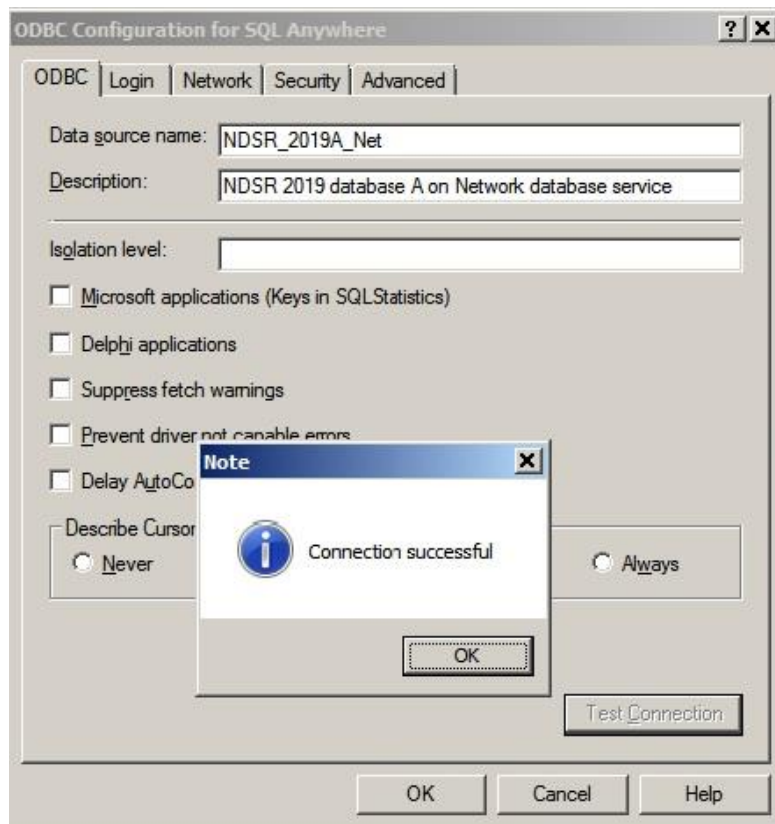 ODBC Configuration for SQL Anywhere
ODBC Login Network Security Advanced
Data source name: NDSR_2019A_Net
Description: NDSR 2019 database A on Network database service
Isolation level:
Microsoft applications (Keys in SQLStatistics)
Delphi applications
Suppress fetch warnings
Prevent driver not capable errors
Delay AutoCo
Note
Connection successful
OK
Describe Cursor
Never Always
Test Connection
OK Cancel Help